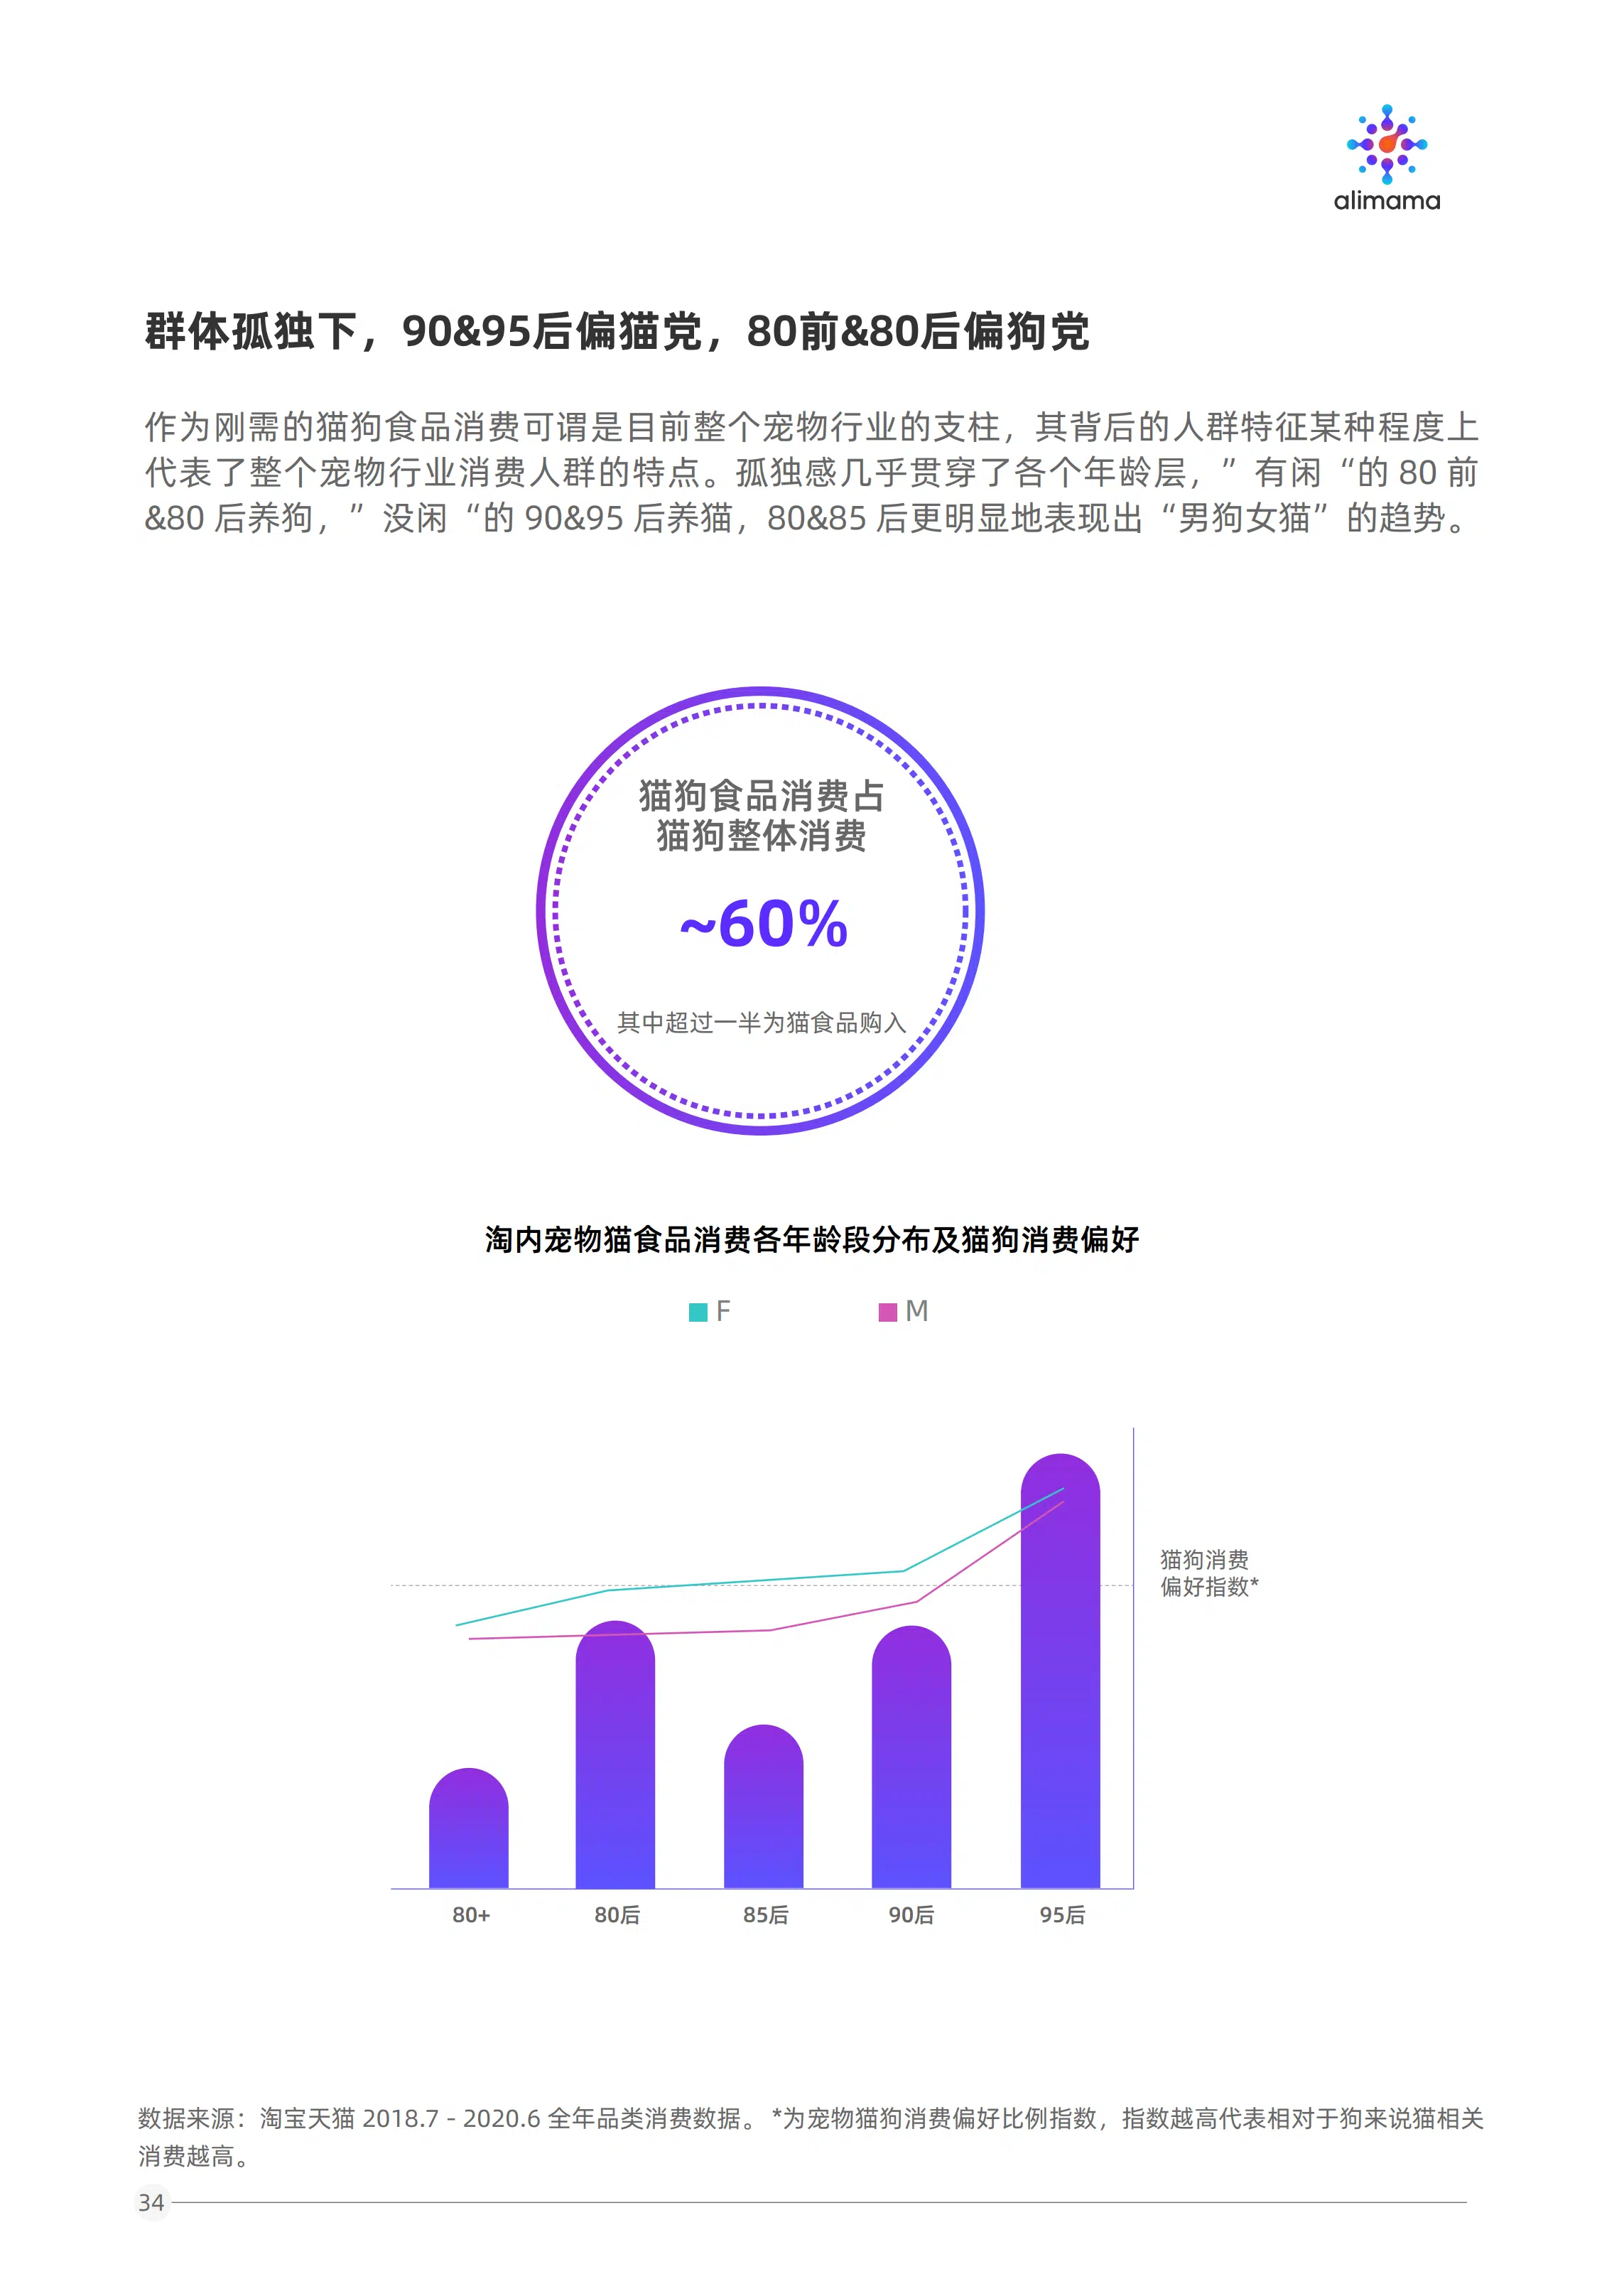 alimama
群体孤独下，90&95后偏猫党，80前&80后偏狗党
作为刚需的猫狗食品消费可谓是目前整个宠物行业的支柱，其背后的人群特征某种程度上
代表了整个宠物行业消费人群的特点。孤独感几乎贯穿了各个年龄层，” 有闲 “的 80 前
&80 后养狗，” 没闲 “的 90&95 后养猫，80&85 后更明显地表现出 “男狗女猫” 的趋势。
猫狗食品消费占
猫狗整体消费
~60%
其中超过一半为猫食品购入
淘内宠物猫食品消费各年龄段分布及猫狗消费偏好
F M
猫狗消费
偏好指数*
80+ 80后 85后 90后 95后
数据来源：淘宝天猫 2018.7 - 2020.6 全年品类消费数据。 *为宠物猫狗消费偏好比例指数，指数越高代表相对于狗来说猫相关
消费越高。
34